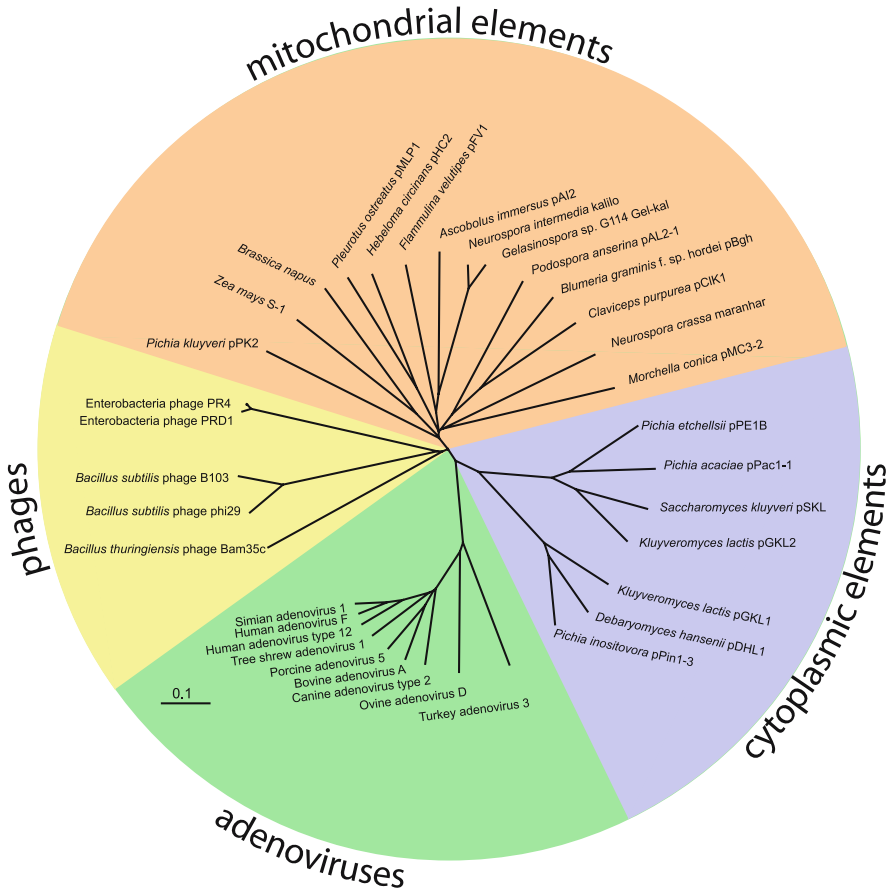 mitochondrial elements
Pleurotus ostreatus pMLP1
Hebeloma circinans pHC2
Flammulina velutipes pFV1
Ascobolus immersus pAI2
Neurospora intermedia kalilo
Gelasinospora sp. G114 Gel-kal
Podospora anserina pAL2-1
Blumeria graminis f. sp. hordei pBgh
Claviceps purpurea pClK1
Neurospora crassa maranhar
Morchella conica pMC3-2
Brassica napus
Zea mays S-1
Pichia kluyveri pPK2
Enterobacteria phage PR4
Enterobacteria phage PRD1
Bacillus subtilis phage B103
Bacillus subtilis phage phi29
Bacillus thuringiensis phage Bam35c
phages
Pichia etchellsii pPE1B
Pichia acaciae pPac1-1
Saccharomyces kluyveri pSKL
Kluyveromyces lactis pGKL2
Kluyveromyces lactis pGKL1
Debaryomyces hansenii pDHL1
Pichia inositovora pPin1-3
cytoplasmic elements
Simian adenovirus 1
Human adenovirus F
Human adenovirus type 12
Tree shrew adenovirus 1
Porcine adenovirus 5
Bovine adenovirus A
Canine adenovirus type 2
Ovine adenovirus D
Turkey adenovirus 3
0.1
adenoviruses